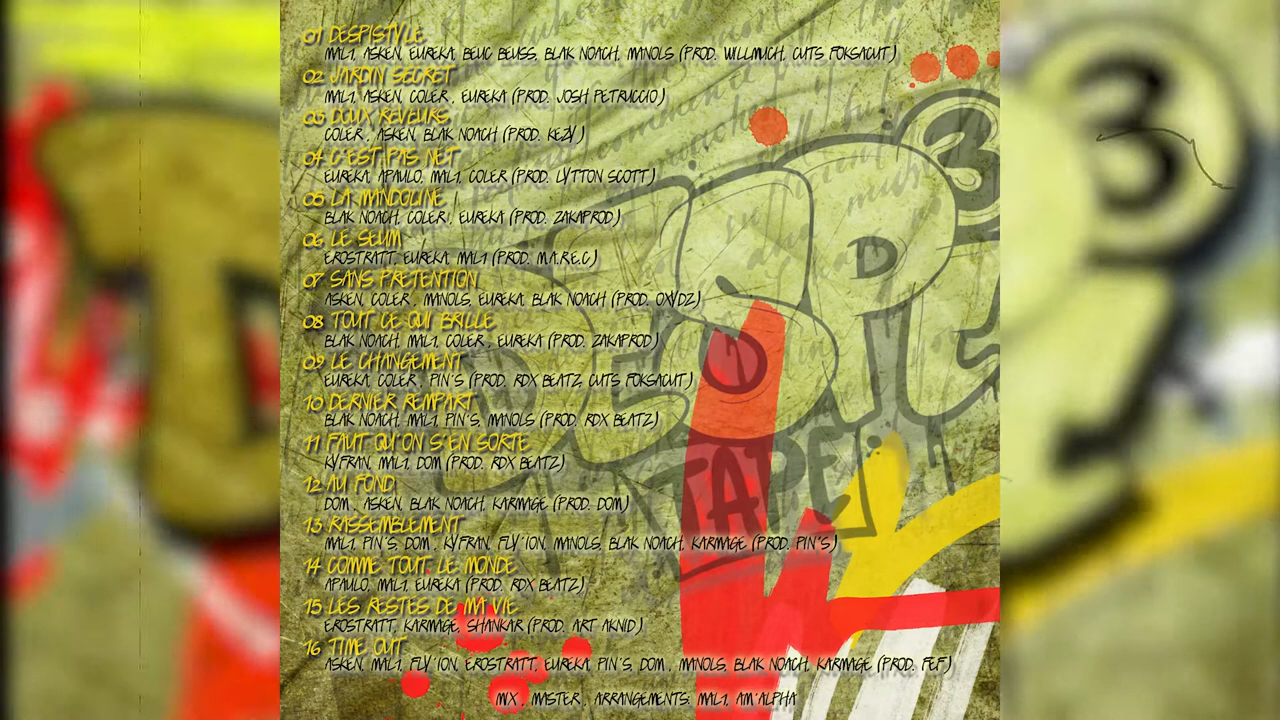 01 DESPISTYLE
MAL1, ASKEN, EUREKA, BEUC BEUSS, BLAK NOACH, MANOLS (PROD. WILLMUCH, CUTS FOKSACUT)
02 JARDIN SECRET
MAL1, ASKEN, COLER, EUREKA (PROD. JOSH PETRUCCIO)
03 DOUX REVEURS
COLER, ASKEN, BLAK NOACH (PROD. KEZY)
04 C'EST PAS NET
EUREKA, APAULO, MAL1, COLER (PROD. LYTTON SCOTT)
05 LA MANDOLINE
BLAK NOACH, COLER, EUREKA (PROD. ZAKAPROD)
06 LE SEUM
EROSTRATT, EUREKA, MAL1 (PROD. M.A.R.E.C)
07 SANS PRETENTION
ASKEN, COLER, MANOLS, EUREKA, BLAK NOACH (PROD. OXYDZ)
08 TOUT CE QUI BRILLE
BLAK NOACH, MAL1, COLER, EUREKA (PROD. ZAKAPROD)
09 LE CHANGEMENT
EUREKA, COLER, PIN'S (PROD. RDX BEATZ, CUTS FOKSACUT)
10 DERNIER REMPART
BLAK NOACH, MAL1, PIN'S, MANOLS (PROD. RDX BEATZ)
11 FAUT QU'ON S'EN SORTE
KYFRAN, MAL1, DOM (PROD. RDX BEATZ)
12 AU FOND
DOM, ASKEN, BLAK NOACH, KARMAGE (PROD. DOM)
13 RASSEMBLEMENT
MAL1, PIN'S, DOM, KYFRAN, FLY'ION, MANOLS, BLAK NOACH, KARMAGE (PROD. PIN'S)
14 COMME TOUT LE MONDE
APAULO, MAL1, EUREKA (PROD. RDX BEATZ)
15 LES RESTES DE MA VIE
EROSTRATT, KARMAGE, SHANKAR (PROD. ART AKNID)
16 TIME OUT
ASKEN, MAL1, FLY'ION, EROSTRATT, EUREKA, PIN'S, DOM, MANOLS, BLAK NOACH, KARMAGE (PROD. FEF)
MIX, MASTER, ARRANGEMENTS: MAL1, AM'ALPHA
DESPI
TAPE
3
3